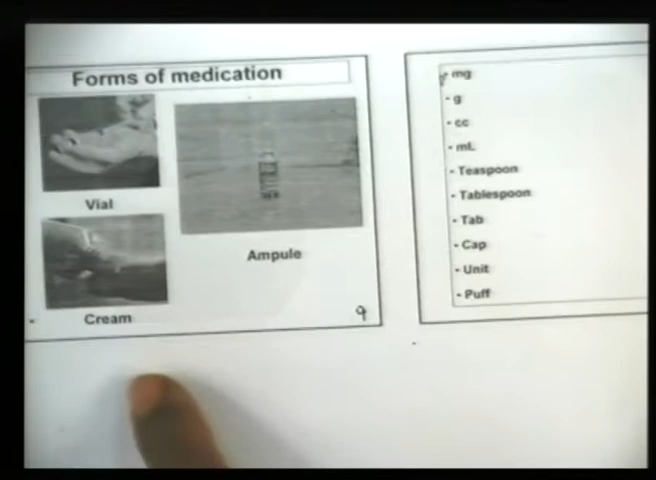 Forms of medication
Vial
Ampule
Cream
9
- mg
- g
- cc
- mL
- Teaspoon
- Tablespoon
- Tab
- Cap
- Unit
- Puff